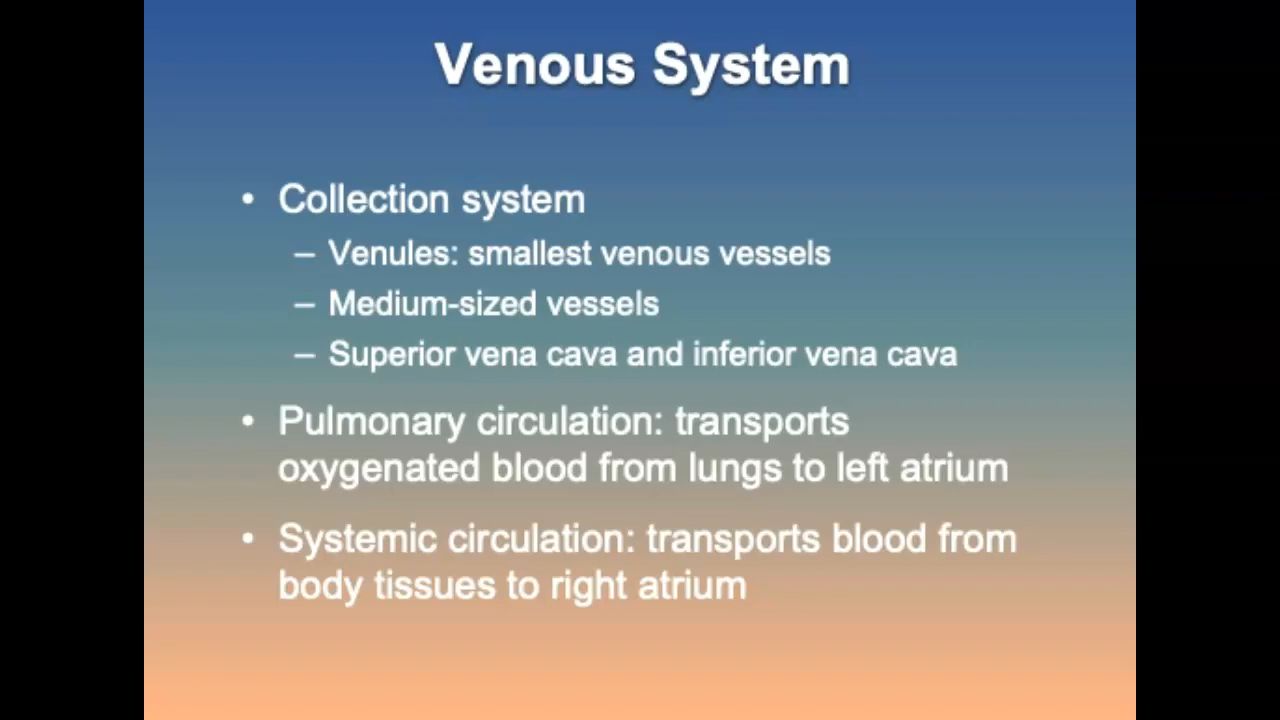 Venous System
• Collection system
– Venules: smallest venous vessels
– Medium-sized vessels
– Superior vena cava and inferior vena cava
• Pulmonary circulation: transports
oxygenated blood from lungs to left atrium
• Systemic circulation: transports blood from
body tissues to right atrium